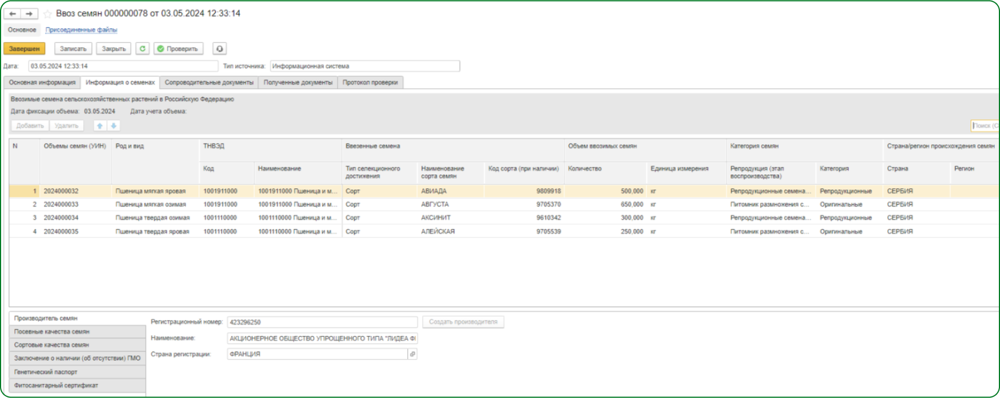 Ввоз семян 000000078 от 03.05.2024 12:33:14
Основное Присоединенные файлы
Завершен Записать Закрыть Проверить
Дата: 03.05.2024 12:33:14 Тип источника: Информационная система
Основная информация Информация о семенах Сопроводительные документы Полученные документы Протокол проверки
Ввозимые семена сельскохозяйственных растений в Российскую Федерацию
Дата фиксации объема: 03.05.2024 Дата учета объема:
Добавить Удалить Поиск (C
N Объемы семян (УИН) Род и вид ТНВЭД Ввезенные семена Объем ввозимых семян Категория семян Страна/регион происхождения семян
Код Наименование Тип селекционного достижения Наименование сорта семян Код сорта (при наличии) Количество Единица измерения Репродукция (этап воспроизводства) Категория Страна Регион
1 2024000032 Пшеница мягкая яровая 1001911000 1001911000 Пшеница и м... Сорт АВИАДА 9809918 500,000 кг Репродукционные семена... Репродукционные СЕРБИЯ
2 2024000033 Пшеница мягкая озимая 1001911000 1001911000 Пшеница и м... Сорт АВГУСТА 9705370 650,000 кг Питомник размножения с... Оригинальные СЕРБИЯ
3 2024000034 Пшеница твердая озимая 1001110000 1001110000 Пшеница и м... Сорт АКСИНИТ 9610342 300,000 кг Репродукционные семена... Репродукционные СЕРБИЯ
4 2024000035 Пшеница твердая яровая 1001110000 1001110000 Пшеница и м... Сорт АЛЕЙСКАЯ 9705539 250,000 кг Питомник размножения с... Оригинальные СЕРБИЯ
Производитель семян
Посевные качества семян
Сортовые качества семян
Заключение о наличии (об отсутствии) ГМО
Генетический паспорт
Фитосанитарный сертификат
Регистрационный номер: 423296250 Создать производителя
Наименование: АКЦИОНЕРНОЕ ОБЩЕСТВО УПРОЩЕННОГО ТИПА "ЛИДЕА
Страна регистрации: ФРАНЦИЯ